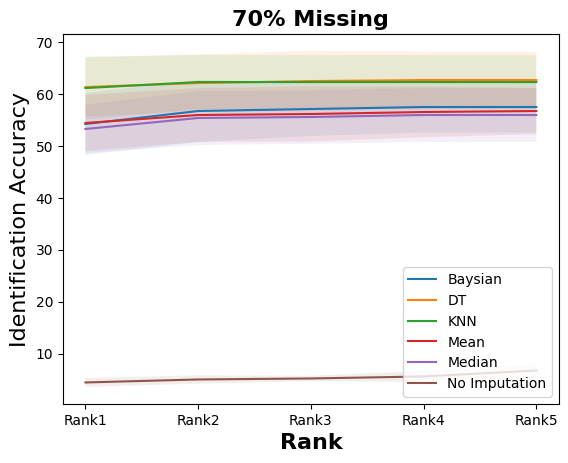 70% Missing
Identification Accuracy
70
60
50
40
30
20
10
Baysian
DT
KNN
Mean
Median
No Imputation
Rank1 Rank2 Rank3 Rank4 Rank5
Rank